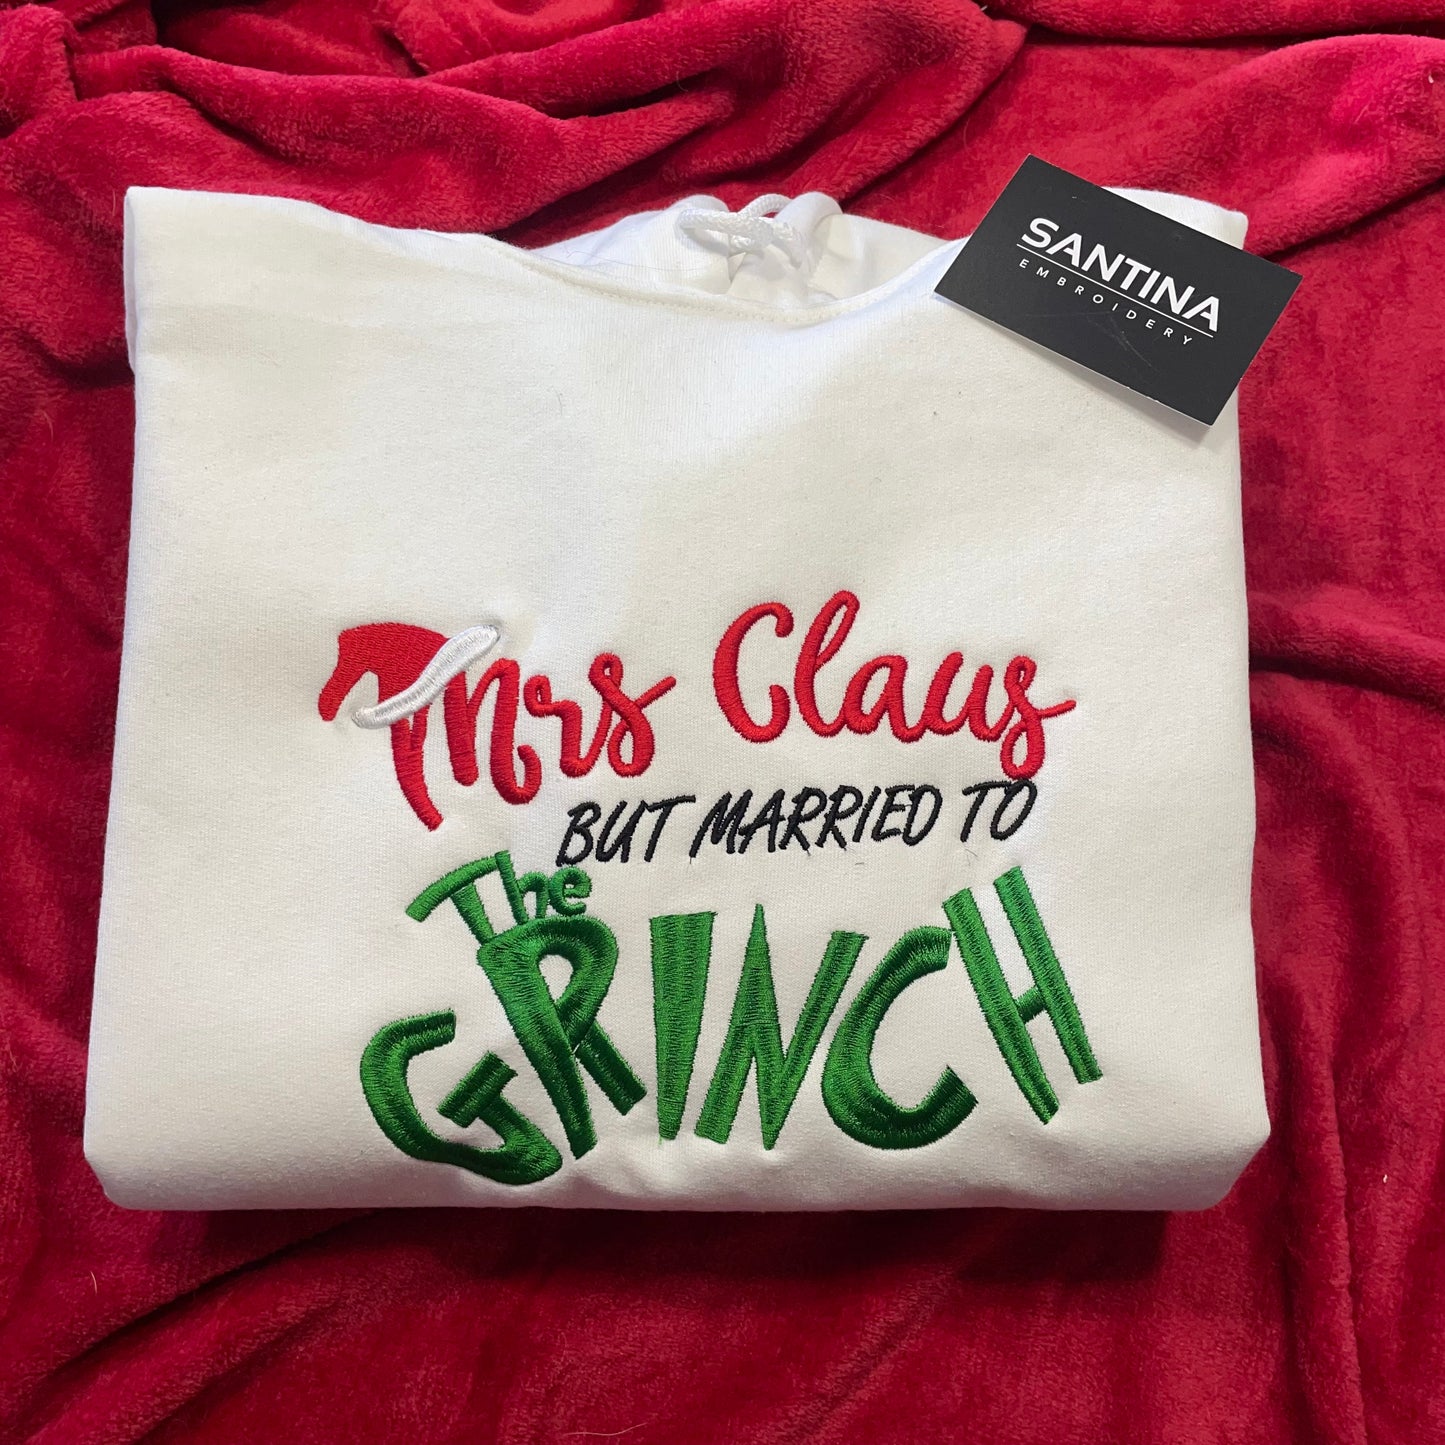 SANTINA
EMBROIDERY
Mrs Claus
BUT MARRIED TO
The
GRINCH